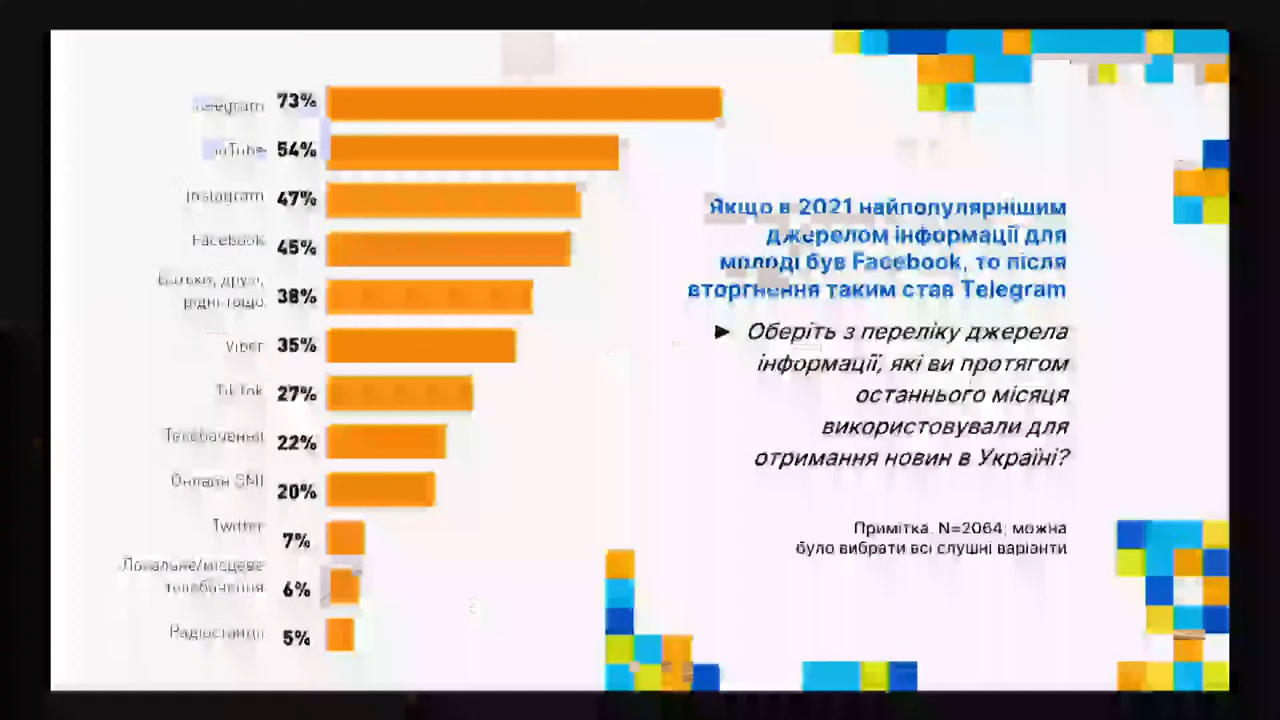 Telegram 73%
YouTube 54%
Instagram 47%
Facebook 45%
Батьки, друзі,
рідні тощо 38%
Viber 35%
TikTok 27%
Телебачення 22%
Онлайн ЗМІ 20%
Twitter 7%
Локальне/місцеве
телебачення 6%
Радіостанції 5%
Якщо в 2021 найпопулярнішим
джерелом інформації для
молоді був Facebook, то після
вторгнення таким став Telegram
► Оберіть з переліку джерела
інформації, які ви протягом
останнього місяця
використовували для
отримання новин в Україні?
Примітка. N=2064; можна
було вибрати всі слушні варіанти